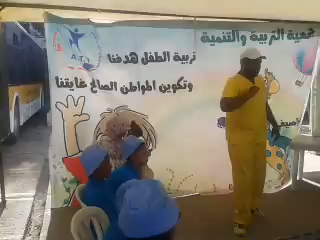 جمعية التربية والتنمية
تربية الطفل هدفنا
وتكوين المواطن الصالح غايتنا